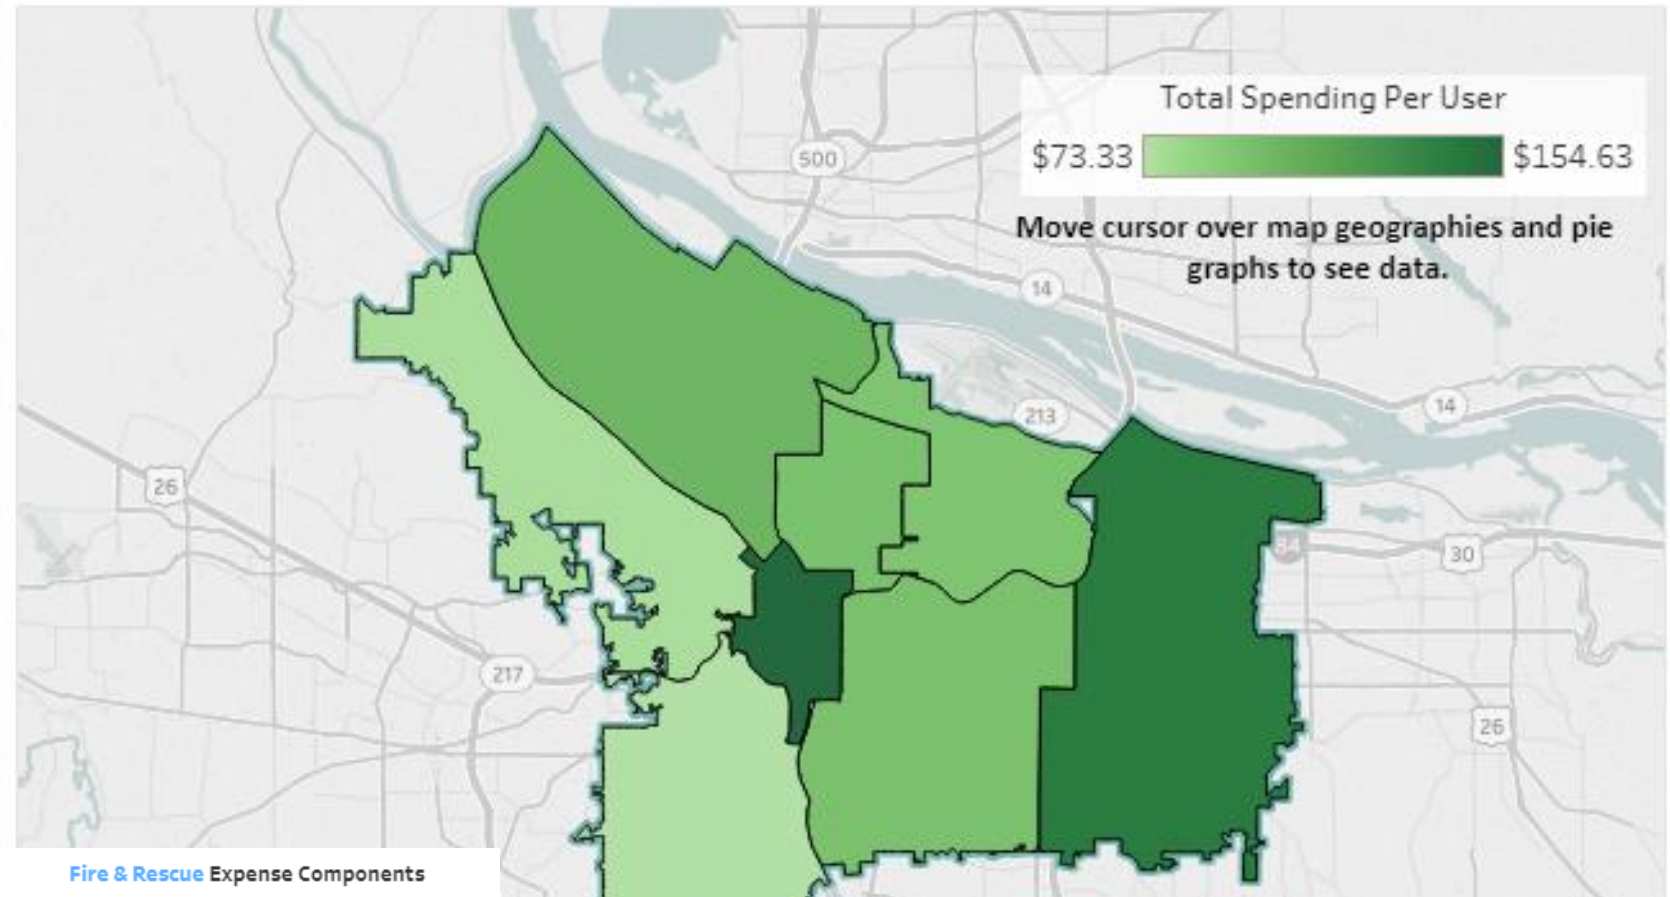 Total Spending Per User
$73.33 $154.63
Move cursor over map geographies and pie
graphs to see data.
500
14
14
213
26
30
217
26
Fire & Rescue Expense Components